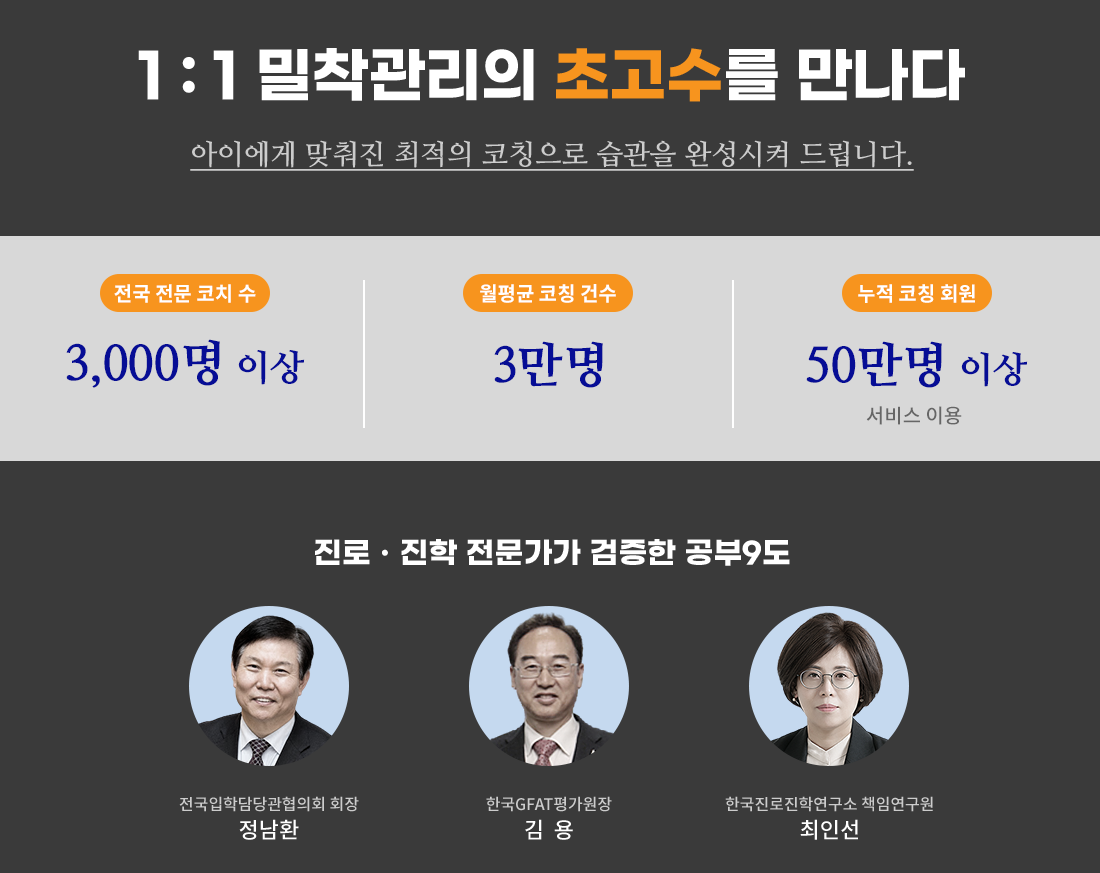 1 : 1 밀착관리의 초고수를 만나다
아이에게 맞춰진 최적의 코칭으로 습관을 완성시켜 드립니다.
전국 전문 코치 수
3,000명 이상
월평균 코칭 건수
3만명
누적 코칭 회원
50만명 이상
서비스 이용
진로 · 진학 전문가가 검증한 공부9도
전국입학담당관협의회 회장
정남환
한국GFAT평가원장
김 용
한국진로진학연구소 책임연구원
최인선